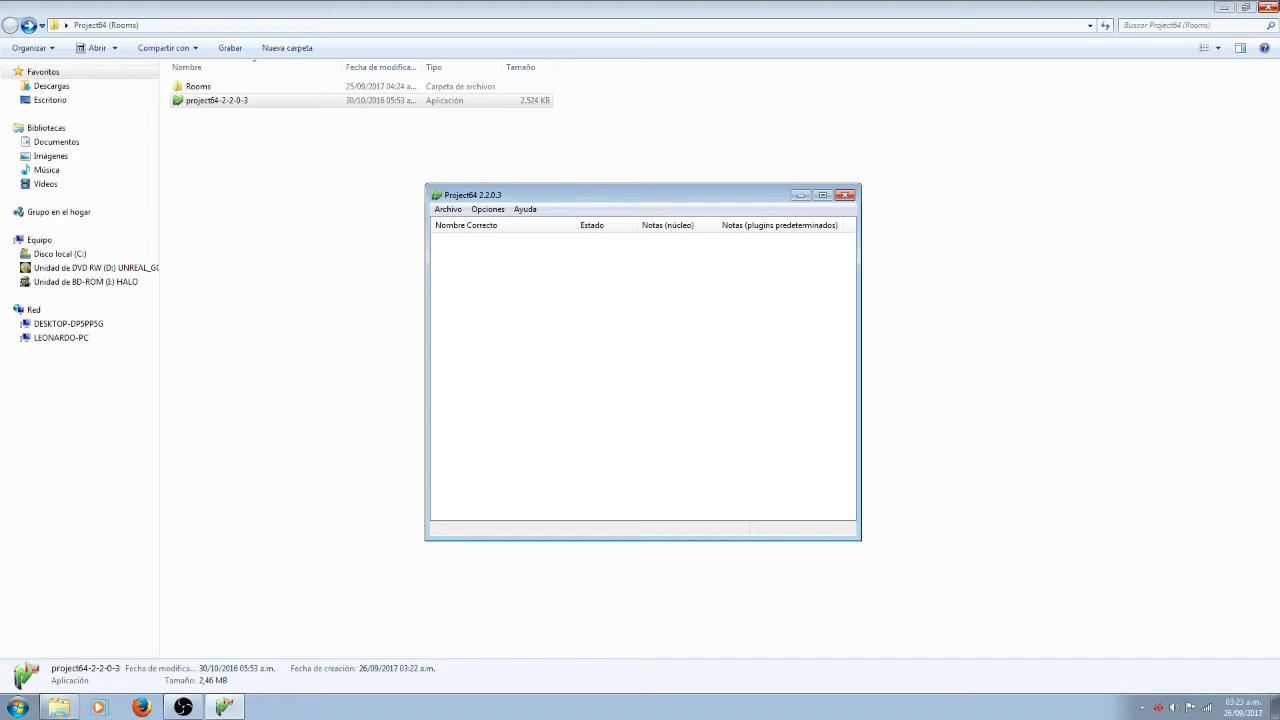 Project64 (Rooms)
Buscar Project64 (Rooms)
Organizar
Abrir
Compartir con
Grabar
Nueva carpeta
Nombre
Fecha de modifica...
Tipo
Tamaño
Favoritos
Descargas
Escritorio
Bibliotecas
Documentos
Imágenes
Música
Vídeos
Grupo en el hogar
Equipo
Disco local (C:)
Unidad de DVD RW (D:) UNREAL_GO
Unidad de BD-ROM (I:) HALO
Red
DESKTOP-DP5PP5G
LEONARDO-PC
Rooms 25/09/2017 04:24 a... Carpeta de archivos
project64-2-2-0-3 30/10/2016 05:53 a... Aplicación 2.524 KB
Project64 2.2.0.3
Archivo Opciones Ayuda
Nombre Correcto Estado Notas (núcleo) Notas (plugins predeterminados)
project64-2-2-0-3 Fecha de modifica... 30/10/2016 05:53 a.m. Fecha de creación: 26/09/2017 03:22 a.m.
Aplicación Tamaño: 2,46 MB
03:23 a.m.
26/09/2017